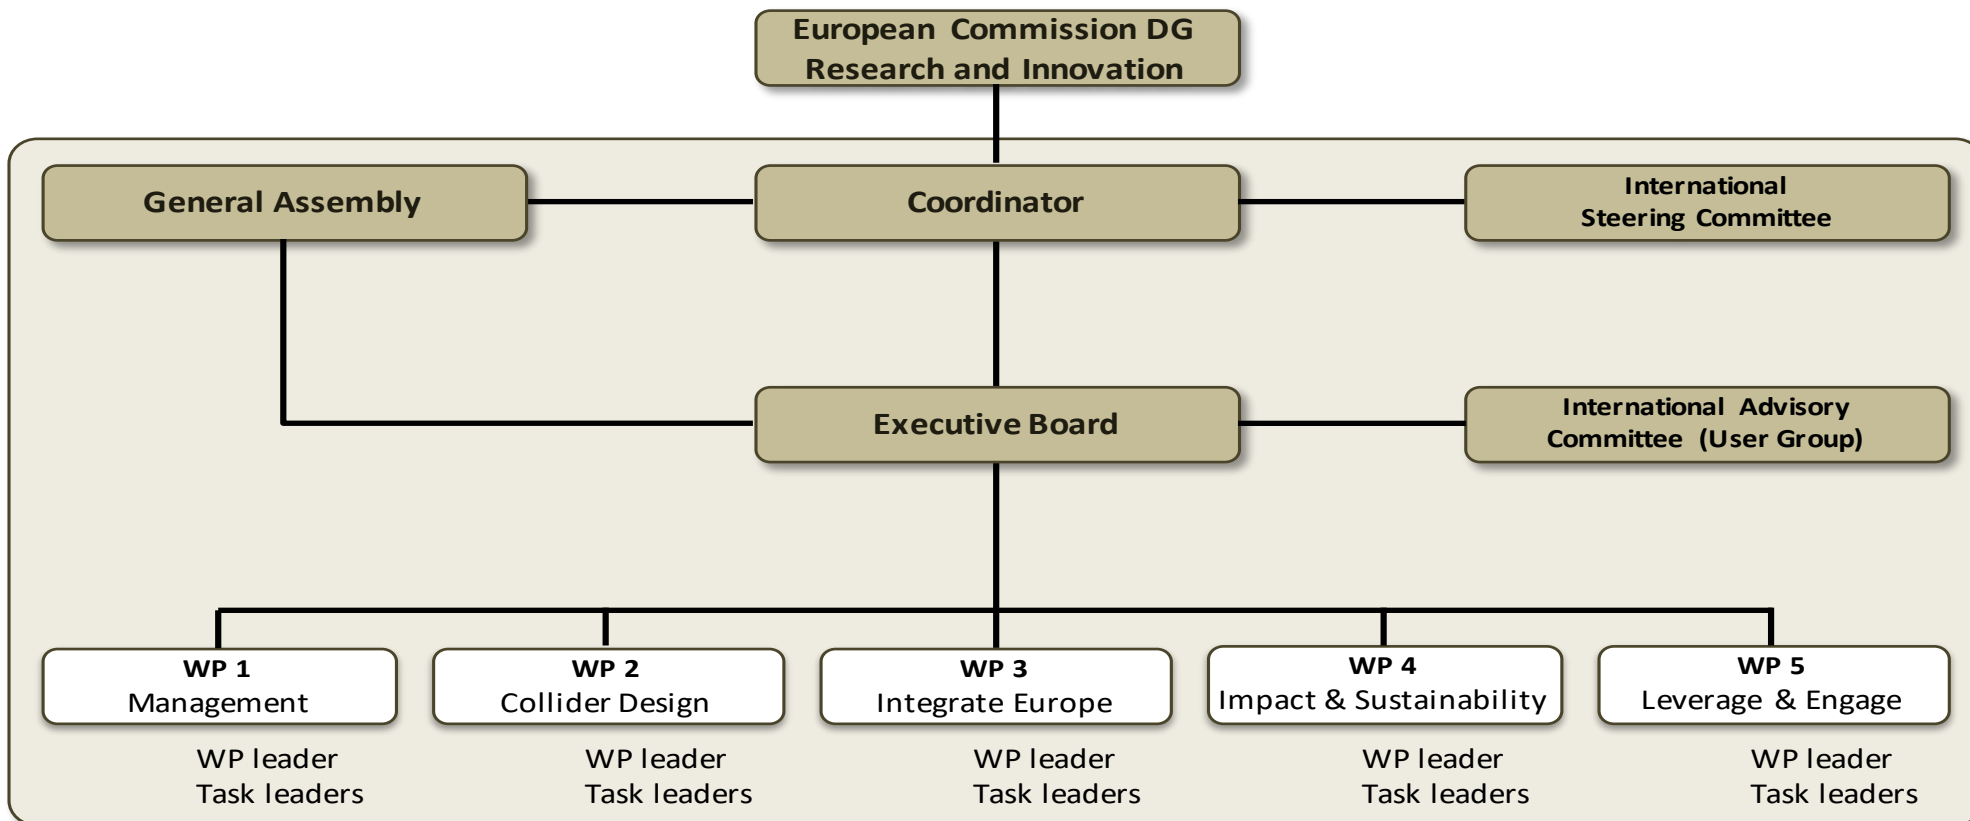 European Commission DG
Research and Innovation
General Assembly
Coordinator
International
Steering Committee
Executive Board
International Advisory
Committee (User Group)
WP 1
Management
WP 2
Collider Design
WP 3
Integrate Europe
WP 4
Impact & Sustainability
WP 5
Leverage & Engage
WP leader
Task leaders
WP leader
Task leaders
WP leader
Task leaders
WP leader
Task leaders
WP leader
Task leaders